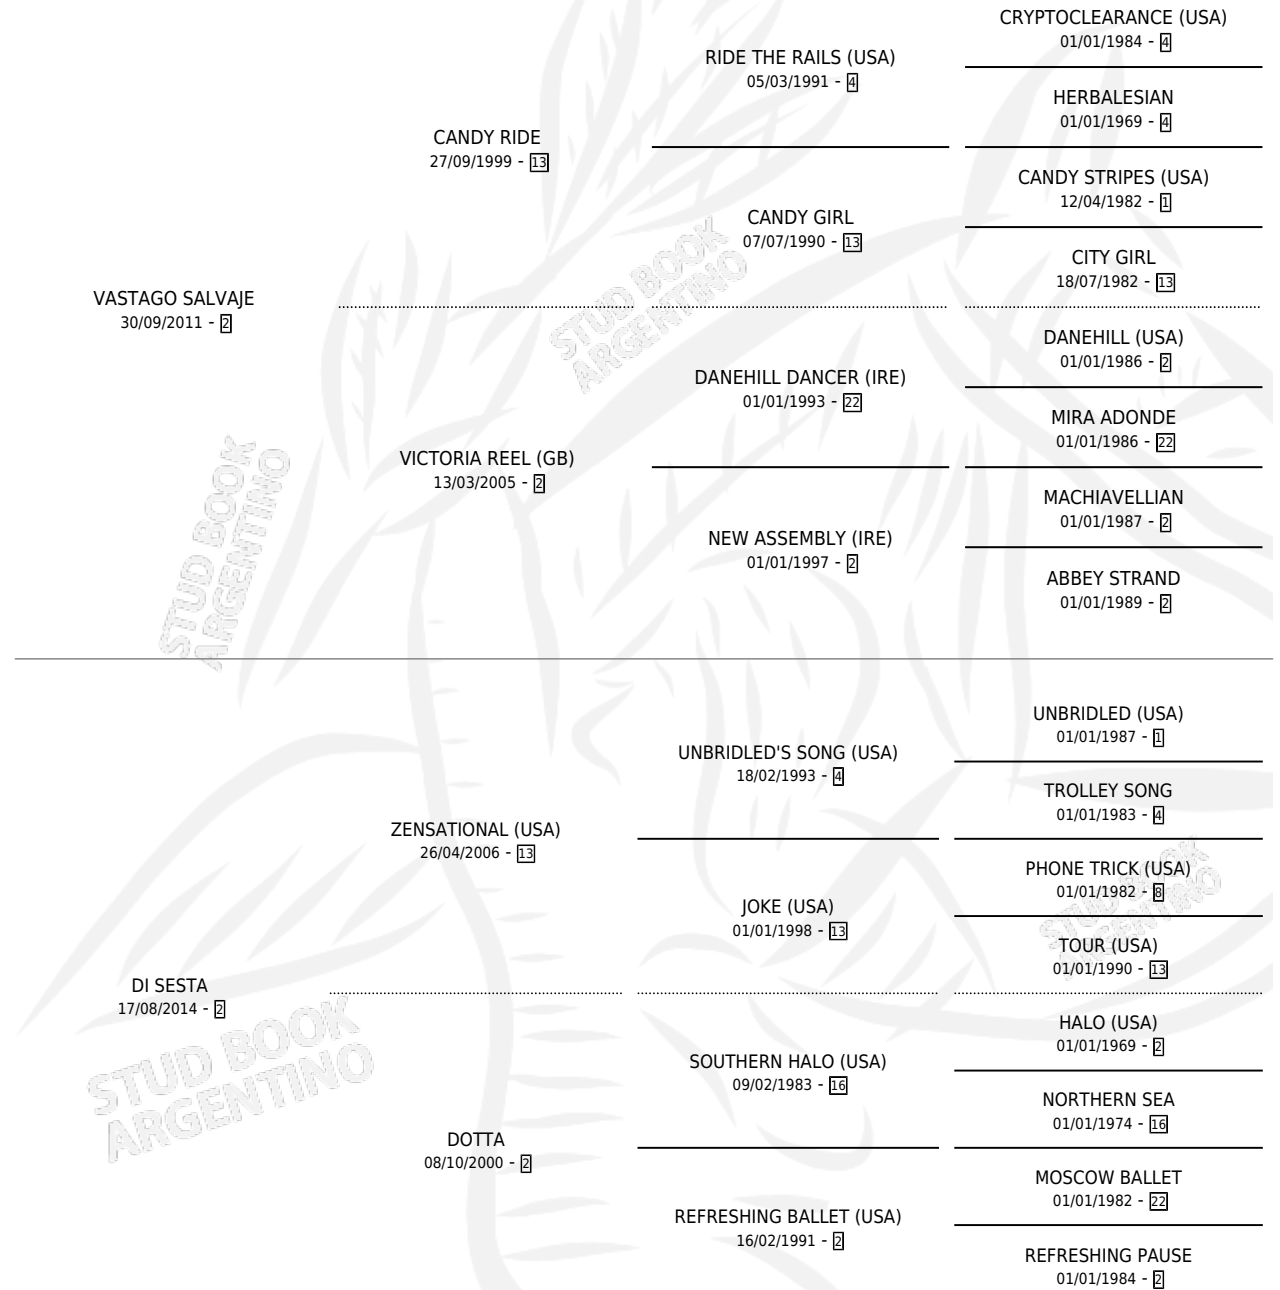 CRYPTOCLEARANCE (USA)
01/01/1984 - 4
RIDE THE RAILS (USA)
05/03/1991 - 4
HERBALESIAN
01/01/1969 - 4
CANDY RIDE
27/09/1999 - 13
CANDY STRIPES (USA)
12/04/1982 - 1
CANDY GIRL
07/07/1990 - 13
CITY GIRL
18/07/1982 - 13
VASTAGO SALVAJE
30/09/2011 - 2
STUD BOOK
ARGENTINO
DANEHILL (USA)
01/01/1986 - 2
DANEHILL DANCER (IRE)
01/01/1993 - 22
MIRA ADONDE
01/01/1986 - 22
VICTORIA REEL (GB)
13/03/2005 - 2
MACHIAVELLIAN
01/01/1987 - 2
NEW ASSEMBLY (IRE)
01/01/1997 - 2
ABBEY STRAND
01/01/1989 - 2
STUD BOOK
ARGENTINO
UNBRIDLED (USA)
01/01/1987 - 1
UNBRIDLED'S SONG (USA)
18/02/1993 - 4
TROLLEY SONG
01/01/1983 - 4
ZENSATIONAL (USA)
26/04/2006 - 13
PHONE TRICK (USA)
01/01/1982 - 8
JOKE (USA)
01/01/1998 - 13
STUD BOOK
ARGENTINO
TOUR (USA)
01/01/1990 - 13
DI SESTA
17/08/2014 - 2
STUD BOOK
ARGENTINO
HALO (USA)
01/01/1969 - 2
SOUTHERN HALO (USA)
09/02/1983 - 16
NORTHERN SEA
01/01/1974 - 16
DOTTA
08/10/2000 - 2
MOSCOW BALLET
01/01/1982 - 22
REFRESHING BALLET (USA)
16/02/1991 - 2
REFRESHING PAUSE
01/01/1984 - 2